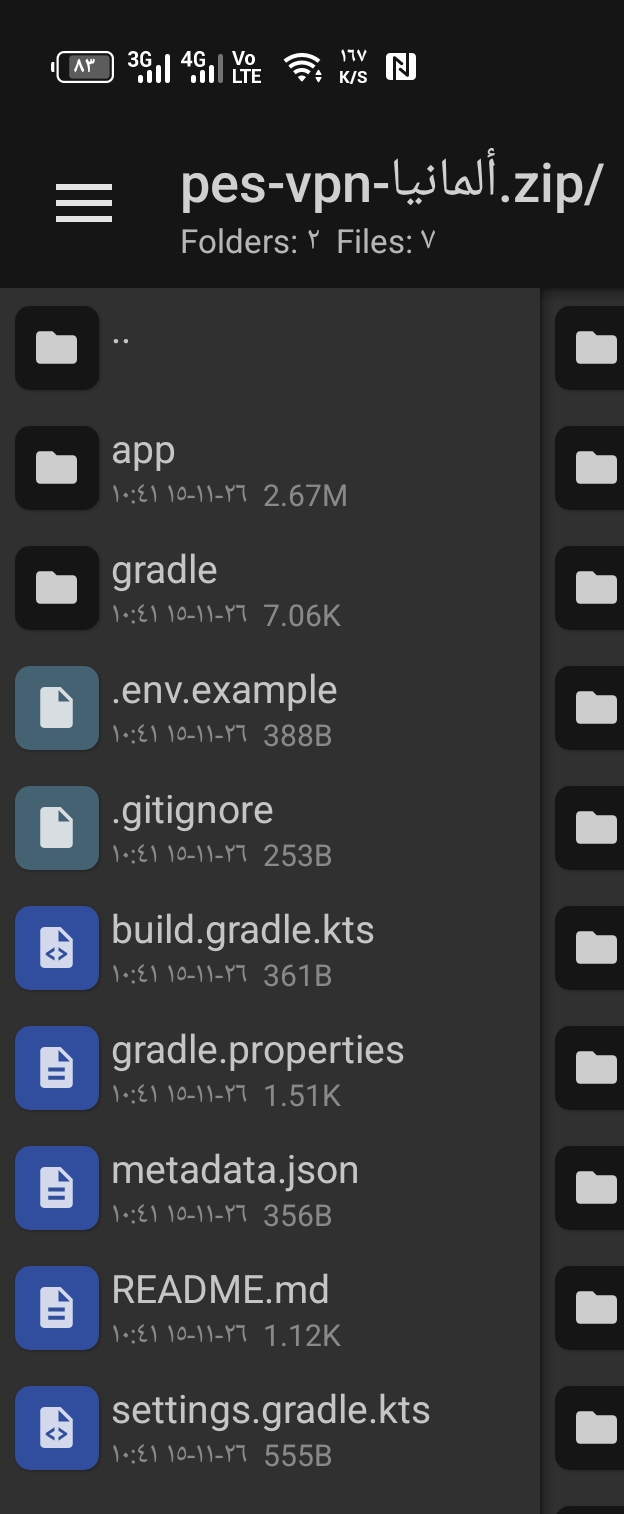 ٨٣ 3G 4G Vo LTE ١٦٧ K/S
pes-vpn-ألمانيا.zip/
Folders: ٢ Files: ٧
..
app
١٠:٤١ ١٥-١١-٢٦ 2.67M
gradle
١٠:٤١ ١٥-١١-٢٦ 7.06K
.env.example
١٠:٤١ ١٥-١١-٢٦ 388B
.gitignore
١٠:٤١ ١٥-١١-٢٦ 253B
build.gradle.kts
١٠:٤١ ١٥-١١-٢٦ 361B
gradle.properties
١٠:٤١ ١٥-١١-٢٦ 1.51K
metadata.json
١٠:٤١ ١٥-١١-٢٦ 356B
README.md
١٠:٤١ ١٥-١١-٢٦ 1.12K
settings.gradle.kts
١٠:٤١ ١٥-١١-٢٦ 555B